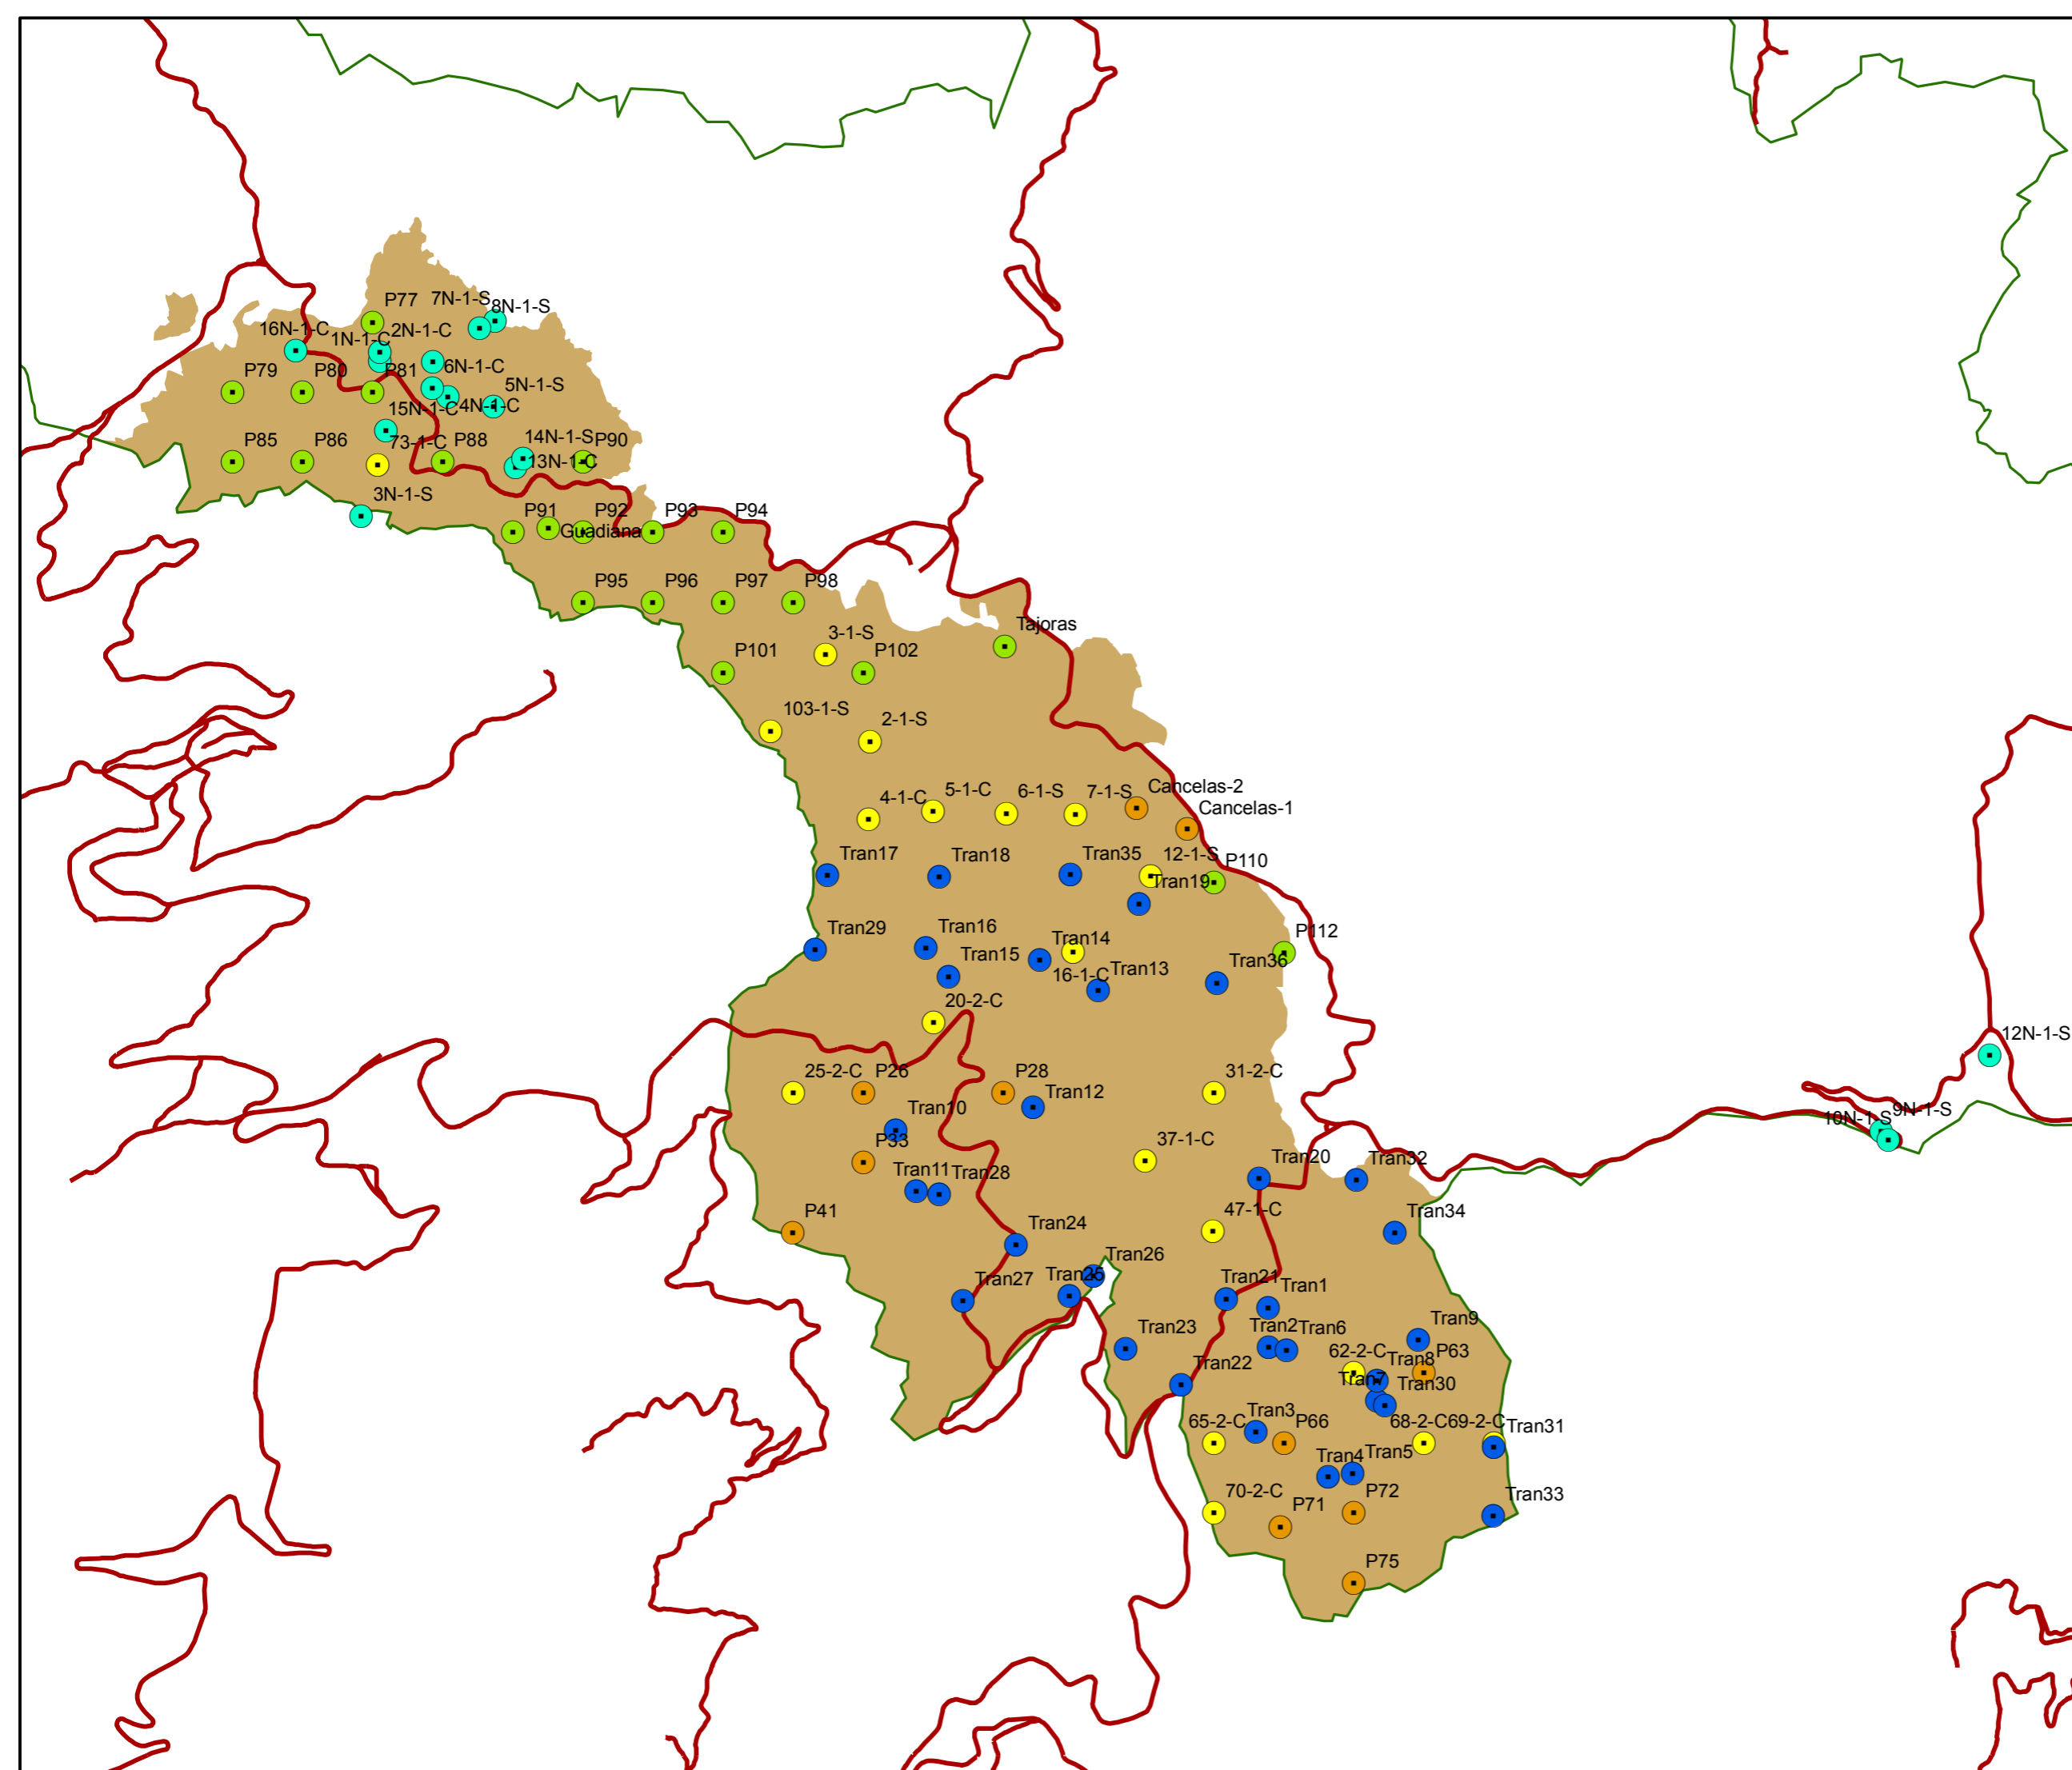 P77
7N-1-S
8N-1-S
16N-1-C
1N-1-C
2N-1-C
P79
P80
P81
6N-1-C
5N-1-S
15N-1-C
4N-1-C
P85
P86
73-1-C
P88
14N-1-S
P90
13N-1-C
3N-1-S
P91
Guadiana
P92
P93
P94
P95
P96
P97
P98
Tajoras
3-1-S
P101
P102
103-1-S
2-1-S
Cancelas-2
4-1-C
5-1-C
6-1-S
7-1-S
Cancelas-1
Tran17
Tran18
Tran35
12-1-S
P110
Tran19
Tran29
Tran16
Tran15
Tran14
P112
16-1-C
Tran13
Tran36
20-2-C
12N-1-S
25-2-C
P26
P28
Tran12
31-2-C
Tran10
10N-1-S
9N-1-S
P33
37-1-C
Tran11
Tran28
Tran20
Tran32
P41
Tran24
47-1-C
Tran34
Tran26
Tran27
Tran25
Tran21
Tran1
Tran23
Tran2
Tran6
Tran9
62-2-C
Tran8
P63
Tran22
Tran7
Tran30
65-2-C
Tran3
P66
68-2-C
69-2-C
Tran31
Tran4
Tran5
70-2-C
P71
P72
Tran33
P75